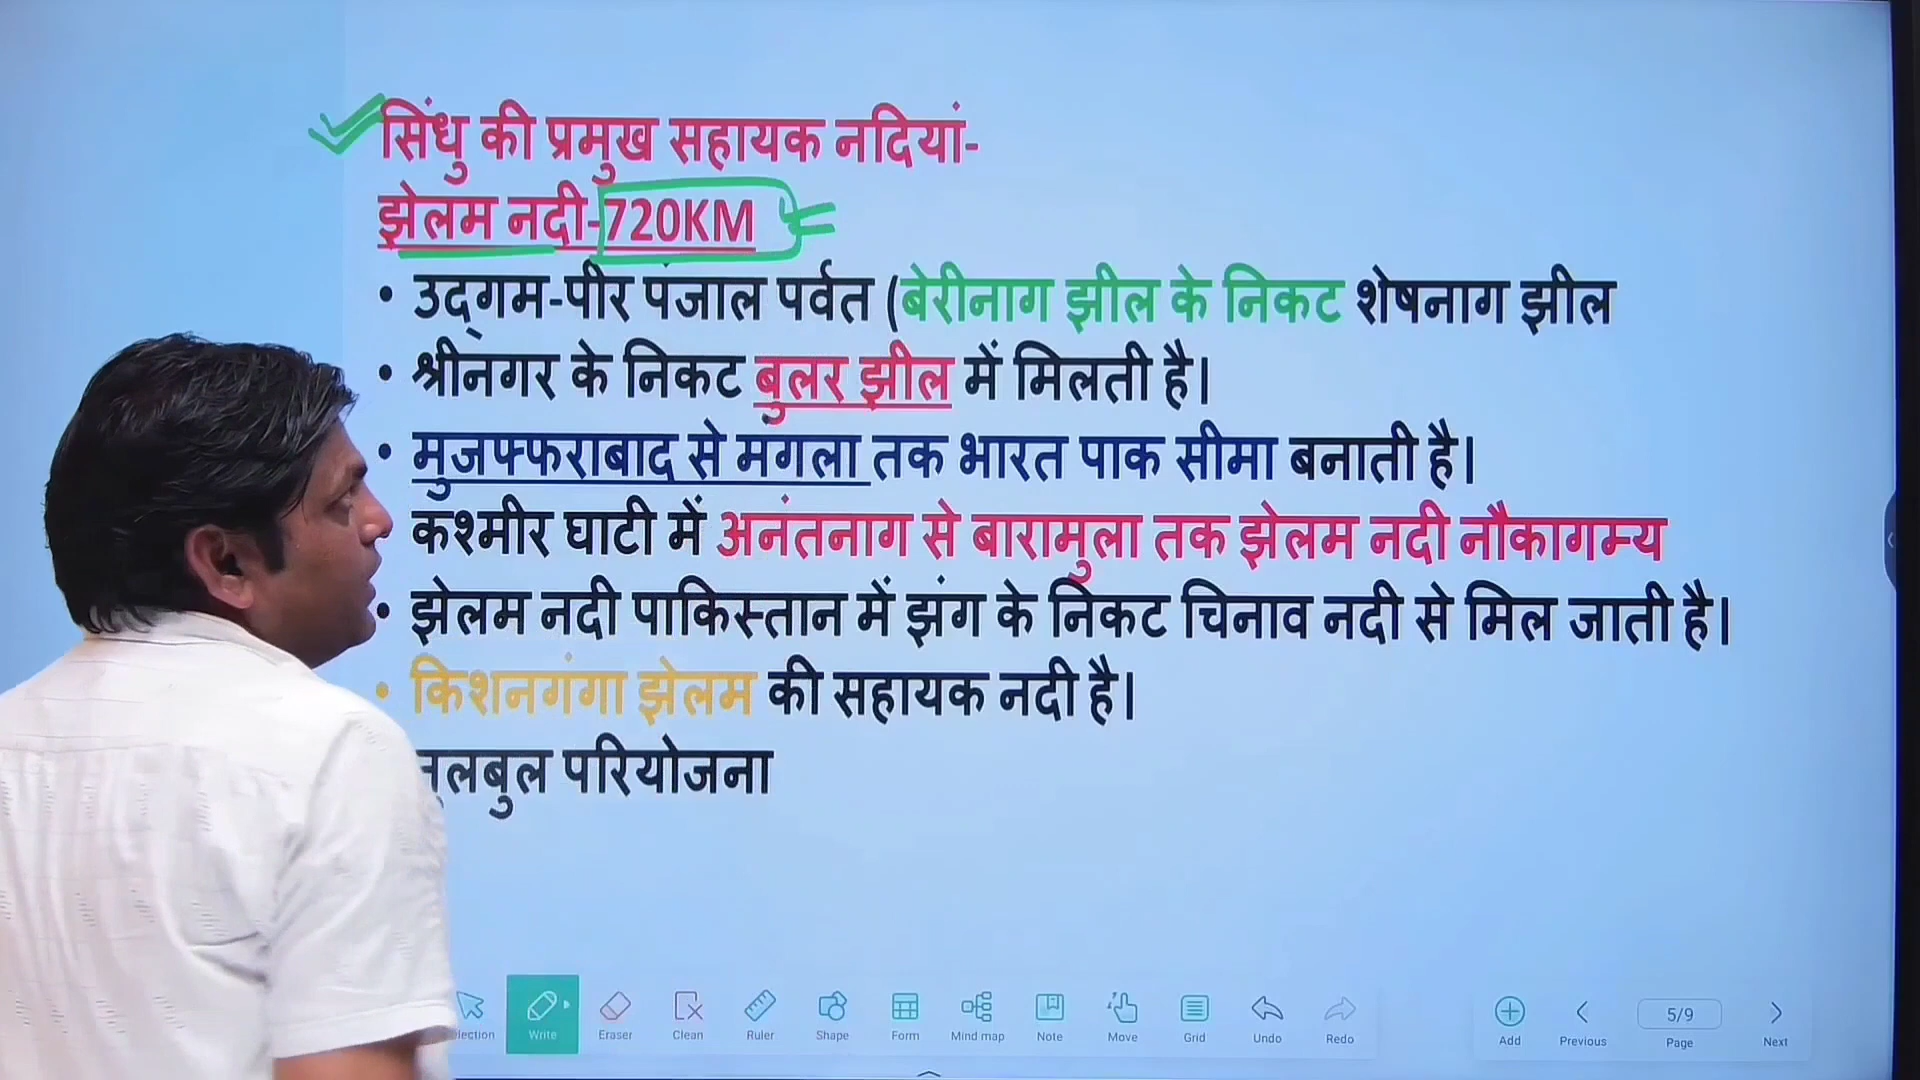 सिंधु की प्रमुख सहायक नदियां-
झेलम नदी-720KM
• उद्गम-पीर पंजाल पर्वत (बेरीनाग झील के निकट शेषनाग झील
• श्रीनगर के निकट बुलर झील में मिलती है।
• मुजफ्फराबाद से मंगला तक भारत पाक सीमा बनाती है।
कश्मीर घाटी में अनंतनाग से बारामुला तक झेलम नदी नौकागम्य
• झेलम नदी पाकिस्तान में झंग के निकट चिनाव नदी से मिल जाती है।
• किशनगंगा झेलम की सहायक नदी है।
परियोजना
Write Eraser Clean Ruler Shape Form Mind map Note Move Grid Undo Redo Add Previous 5/9 Page Next